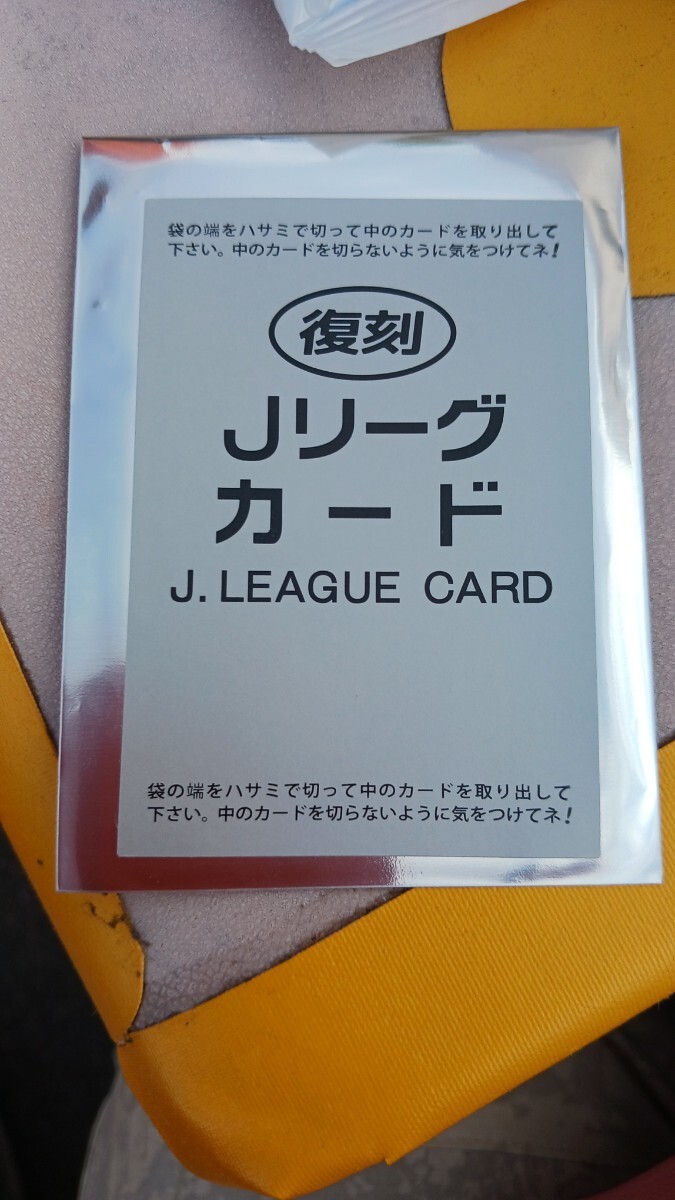 袋の端をハサミで切って中のカードを取り出して
下さい。中のカードを切らないように気をつけてネ!
復刻
Jリーグ
カード
J. LEAGUE CARD
袋の端をハサミで切って中のカードを取り出して
下さい。中のカードを切らないように気をつけてネ!